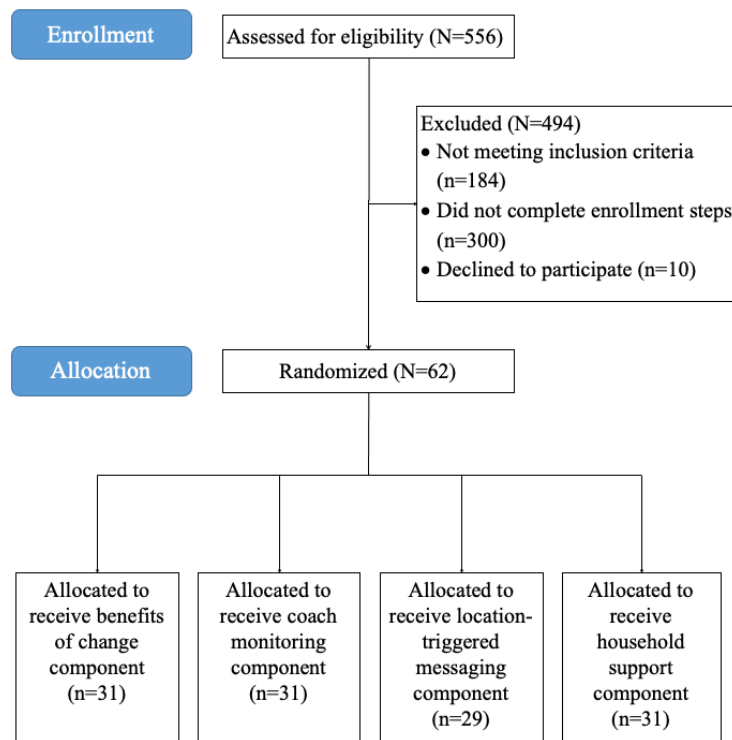 Enrollment
Assessed for eligibility (N=556)
Excluded (N=494)
• Not meeting inclusion criteria
(n=184)
• Did not complete enrollment steps
(n=300)
• Declined to participate (n=10)
Allocation
Randomized (N=62)
Allocated to
receive benefits
of change
component
(n=31)
Allocated to
receive coach
monitoring
component
(n=31)
Allocated to
receive location-
triggered
messaging
component
(n=29)
Allocated to
receive
household
support
component
(n=31)